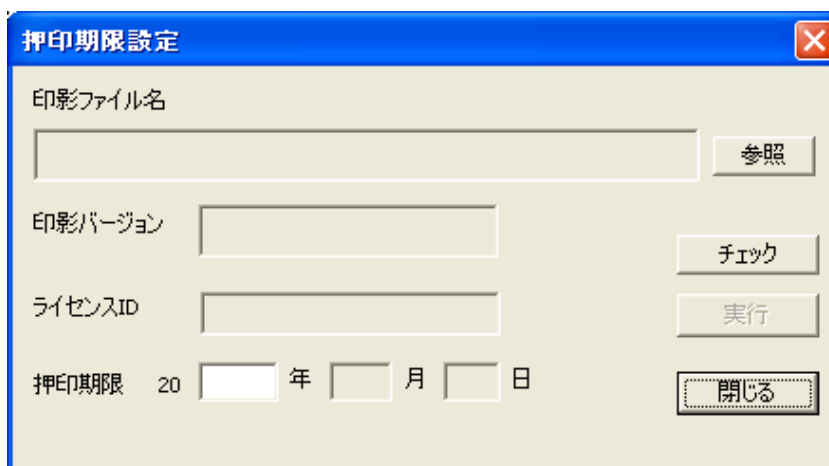 押印期限設定
印影ファイル名
参照
印影バージョン
チェック
ライセンスID
実行
押印期限 20 年 月 日
閉じる